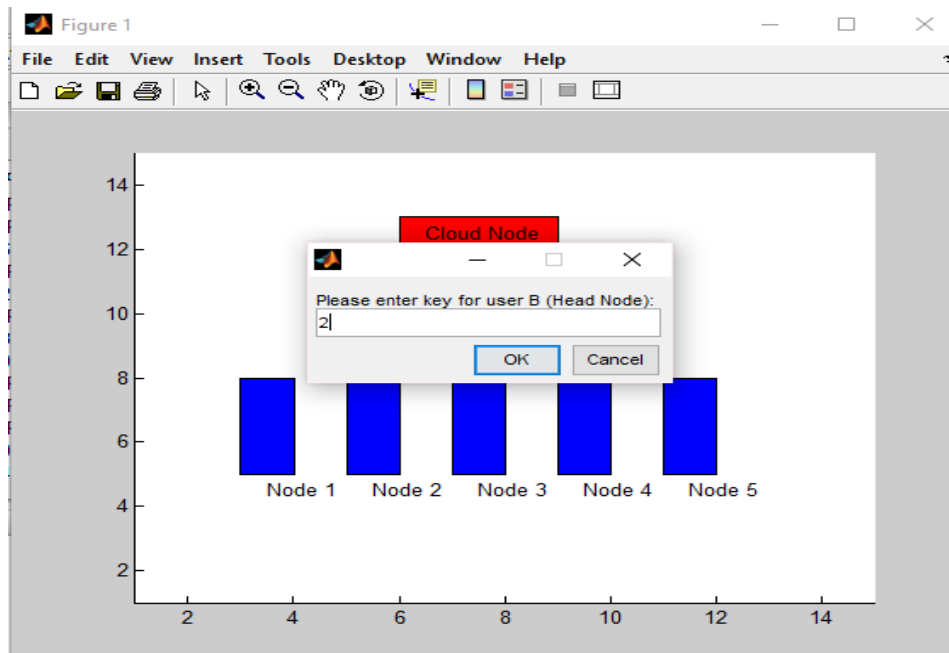 Figure 1
File Edit View Insert Tools Desktop Window Help
14
12
10
8
6
4
2
Cloud Node
Please enter key for user B (Head Node):
2
OK Cancel
Node 1 Node 2 Node 3 Node 4 Node 5
2 4 6 8 10 12 14